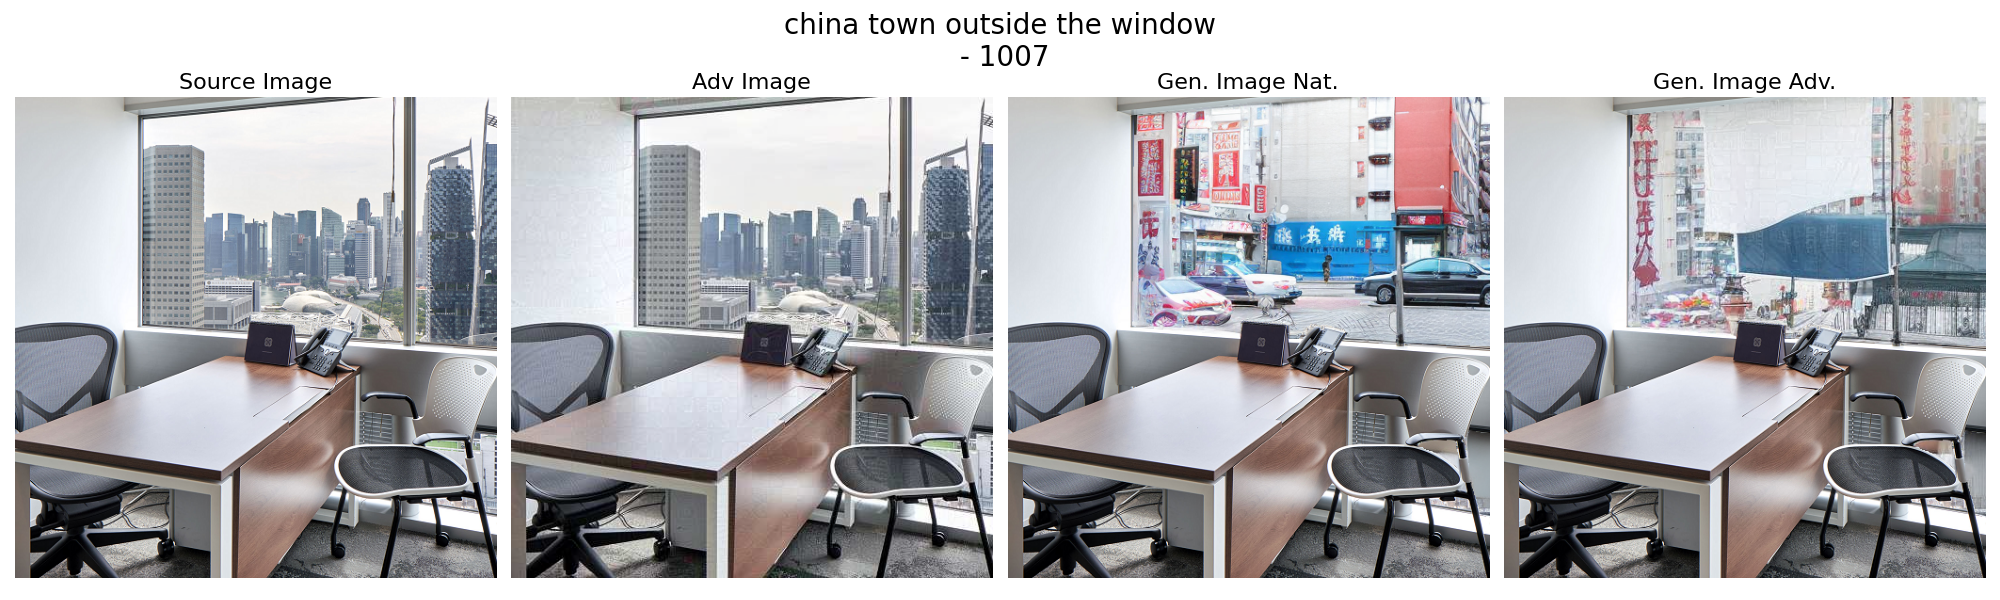 china town outside the window
- 1007
Source Image
Adv Image
Gen. Image Nat.
Gen. Image Adv.